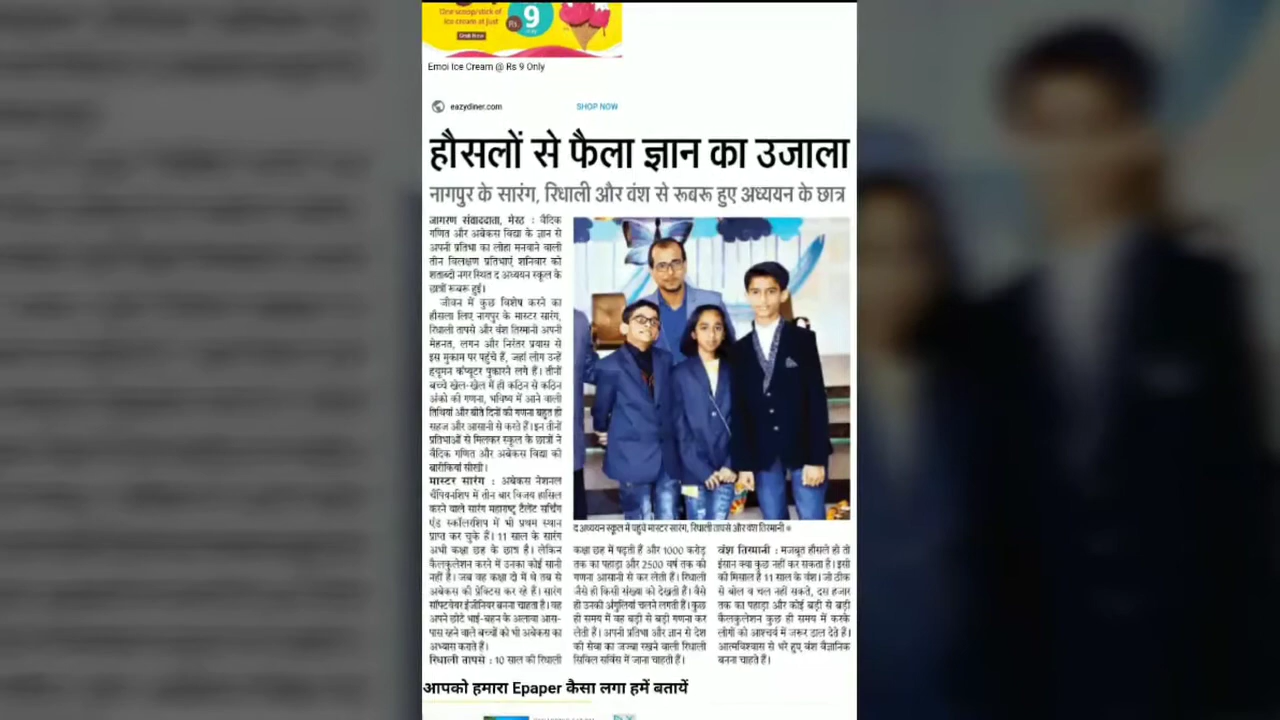 One scoop/stick of
ice cream at just
Rs. 9
Emoi Ice Cream @ Rs 9 Only
eazydiner.com
SHOP NOW
हौसलों से फैला ज्ञान का उजाला
नागपुर के सारंग, रिधाली और वंश से रूबरू हुए अध्ययन के छात्र
जागरण संवाददाता, मेरठ : वैदिक
गणित और अबेकस विद्या के ज्ञान से
अपनी प्रतिभा का लोहा मनवाने वाली
तीन विलक्षण प्रतिभाएं शनिवार को
शताब्दी नगर स्थित द अध्ययन स्कूल के
छात्रों रूबरू हुई।
जीवन में कुछ विशेष करने का
हौसला लिए नागपुर के मास्टर सारंग,
रिधाली तापसे और वंश तिरमानी अपनी
मेहनत, लगन और निरंतर प्रयास से
इस मुकाम पर पहुंचे हैं, जहां लोग उन्हें
ह्यूमन कंप्यूटर पुकारने लगे हैं। तीनों
बच्चे खेल-खेल में ही कठिन से कठिन
अंको की गणना, भविष्य में आने वाली
तिथियां और बीते दिनों की गणना बहुत ही
सहज और आसानी से करते हैं। इन तीनों
प्रतिभाओं से मिलकर स्कूल के छात्रों ने
वैदिक गणित और अबेकस विद्या की
बारीकियां सीखी।
मास्टर सारंग : अबेकस नेशनल
चैंपियनशिप में तीन बार विजय हासिल
करने वाले सारंग महाराष्ट्र टैलेंट सर्चिंग
एंड स्कॉलरशिप में भी प्रथम स्थान
प्राप्त कर चुके हैं। 11 साल के सारंग
अभी कक्षा छह के छात्र है। लेकिन
कैलकुलेशन करने में उनका कोई सानी
नहीं है। जब वह कक्षा दो में थे तब से
अबेकस की प्रेक्टिस कर रहे हैं। सारंग
सॉफ्टवेयर इंजीनियर बनना चाहता है। वह
अपने छोटे भाई-बहन के अलावा आस-
पास रहने वाले बच्चों को भी अबेकस का
अभ्यास कराते हैं।
रिधाली तापसे : 10 साल की रिधाली
द अध्ययन स्कूल में पहुंचे मास्टर सारंग, रिधाली तापसे और वंश तिरमानी
कक्षा छह में पढ़ती हैं और 1000 करोड़
तक का पहाड़ा और 2500 वर्ष तक की
गणना आसानी से कर लेती हैं। रिधाली
जैसे ही किसी संख्या को देखती हैं। वैसे
ही उनकी अंगुलियां चलने लगती हैं। कुछ
ही समय में वह बड़ी से बड़ी गणना कर
लेती हैं। अपनी प्रतिभा और ज्ञान से देश
की सेवा का जज्बा रखने वाली रिधाली
सिविल सर्विस में जाना चाहती हैं।
वंश तिरमानी : मजबूत हौसले हो तो
इंसान क्या कुछ नहीं कर सकता है। इसी
की मिसाल है 11 साल के वंश। जो ठीक
से बोल व चल नहीं सकते, दस हजार
तक का पहाड़ा और कोई बड़ी से बड़ी
कैलकुलेशन कुछ ही समय में करके
लोगों को आश्चर्य में जरूर डाल देते हैं।
आत्मविश्वास से भरे हुए वंश वैज्ञानिक
बनना चाहते हैं।
आपको हमारा Epaper कैसा लगा हमें बतायें